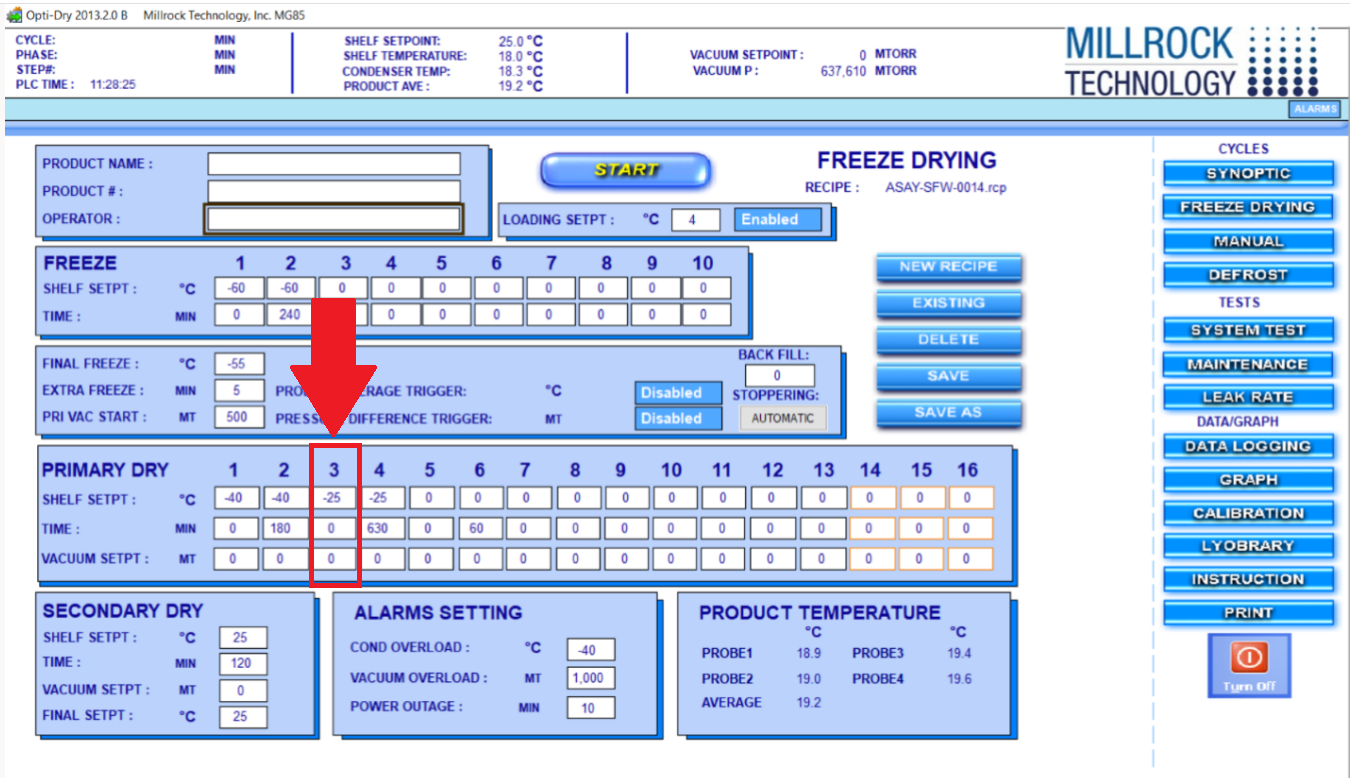 Opti-Dry 2013.2.0 B Millrock Technology, Inc. MG85
CYCLE: MIN
PHASE: MIN
STEP#: MIN
PLC TIME : 11:28:25
SHELF SETPOINT: 25.0 °C
SHELF TEMPERATURE: 18.0 °C
CONDENSER TEMP: 18.3 °C
PRODUCT AVE : 19.2 °C
VACUUM SETPOINT : 0 MTORR
VACUUM P : 637,610 MTORR
MILLROCK
TECHNOLOGY
ALARMS
PRODUCT NAME :
PRODUCT # :
OPERATOR :
START
FREEZE DRYING
RECIPE : ASAY-SFW-0014.rcp
LOADING SETPT : °C 4 Enabled
FREEZE 1 2 3 4 5 6 7 8 9 10
SHELF SETPT : °C -60 -60 0 0 0 0 0 0 0 0
TIME : MIN 0 240 0 0 0 0 0 0 0
NEW RECIPE
EXISTING
DELETE
SAVE
SAVE AS
FINAL FREEZE : °C -55
EXTRA FREEZE : MIN 5 PRO ERAGE TRIGGER: °C Disabled
PRI VAC START : MT 500 PRESS DIFFERENCE TRIGGER: MT Disabled
BACK FILL:
0
STOPPERING:
AUTOMATIC
PRIMARY DRY 1 2 3 4 5 6 7 8 9 10 11 12 13 14 15 16
SHELF SETPT : °C -40 -40 -25 -25 0 0 0 0 0 0 0 0 0 0 0 0
TIME : MIN 0 180 0 630 0 60 0 0 0 0 0 0 0 0 0 0
VACUUM SETPT : MT 0 0 0 0 0 0 0 0 0 0 0 0 0 0 0 0
SECONDARY DRY
SHELF SETPT : °C 25
TIME : MIN 120
VACUUM SETPT : MT 0
FINAL SETPT : °C 25
ALARMS SETTING
COND OVERLOAD : °C -40
VACUUM OVERLOAD : MT 1,000
POWER OUTAGE : MIN 10
PRODUCT TEMPERATURE
°C °C
PROBE1 18.9 PROBE3 19.4
PROBE2 19.0 PROBE4 19.6
AVERAGE 19.2
CYCLES
SYNOPTIC
FREEZE DRYING
MANUAL
DEFROST
TESTS
SYSTEM TEST
MAINTENANCE
LEAK RATE
DATA/GRAPH
DATA LOGGING
GRAPH
CALIBRATION
LYOBRARY
INSTRUCTION
PRINT
Turn Off